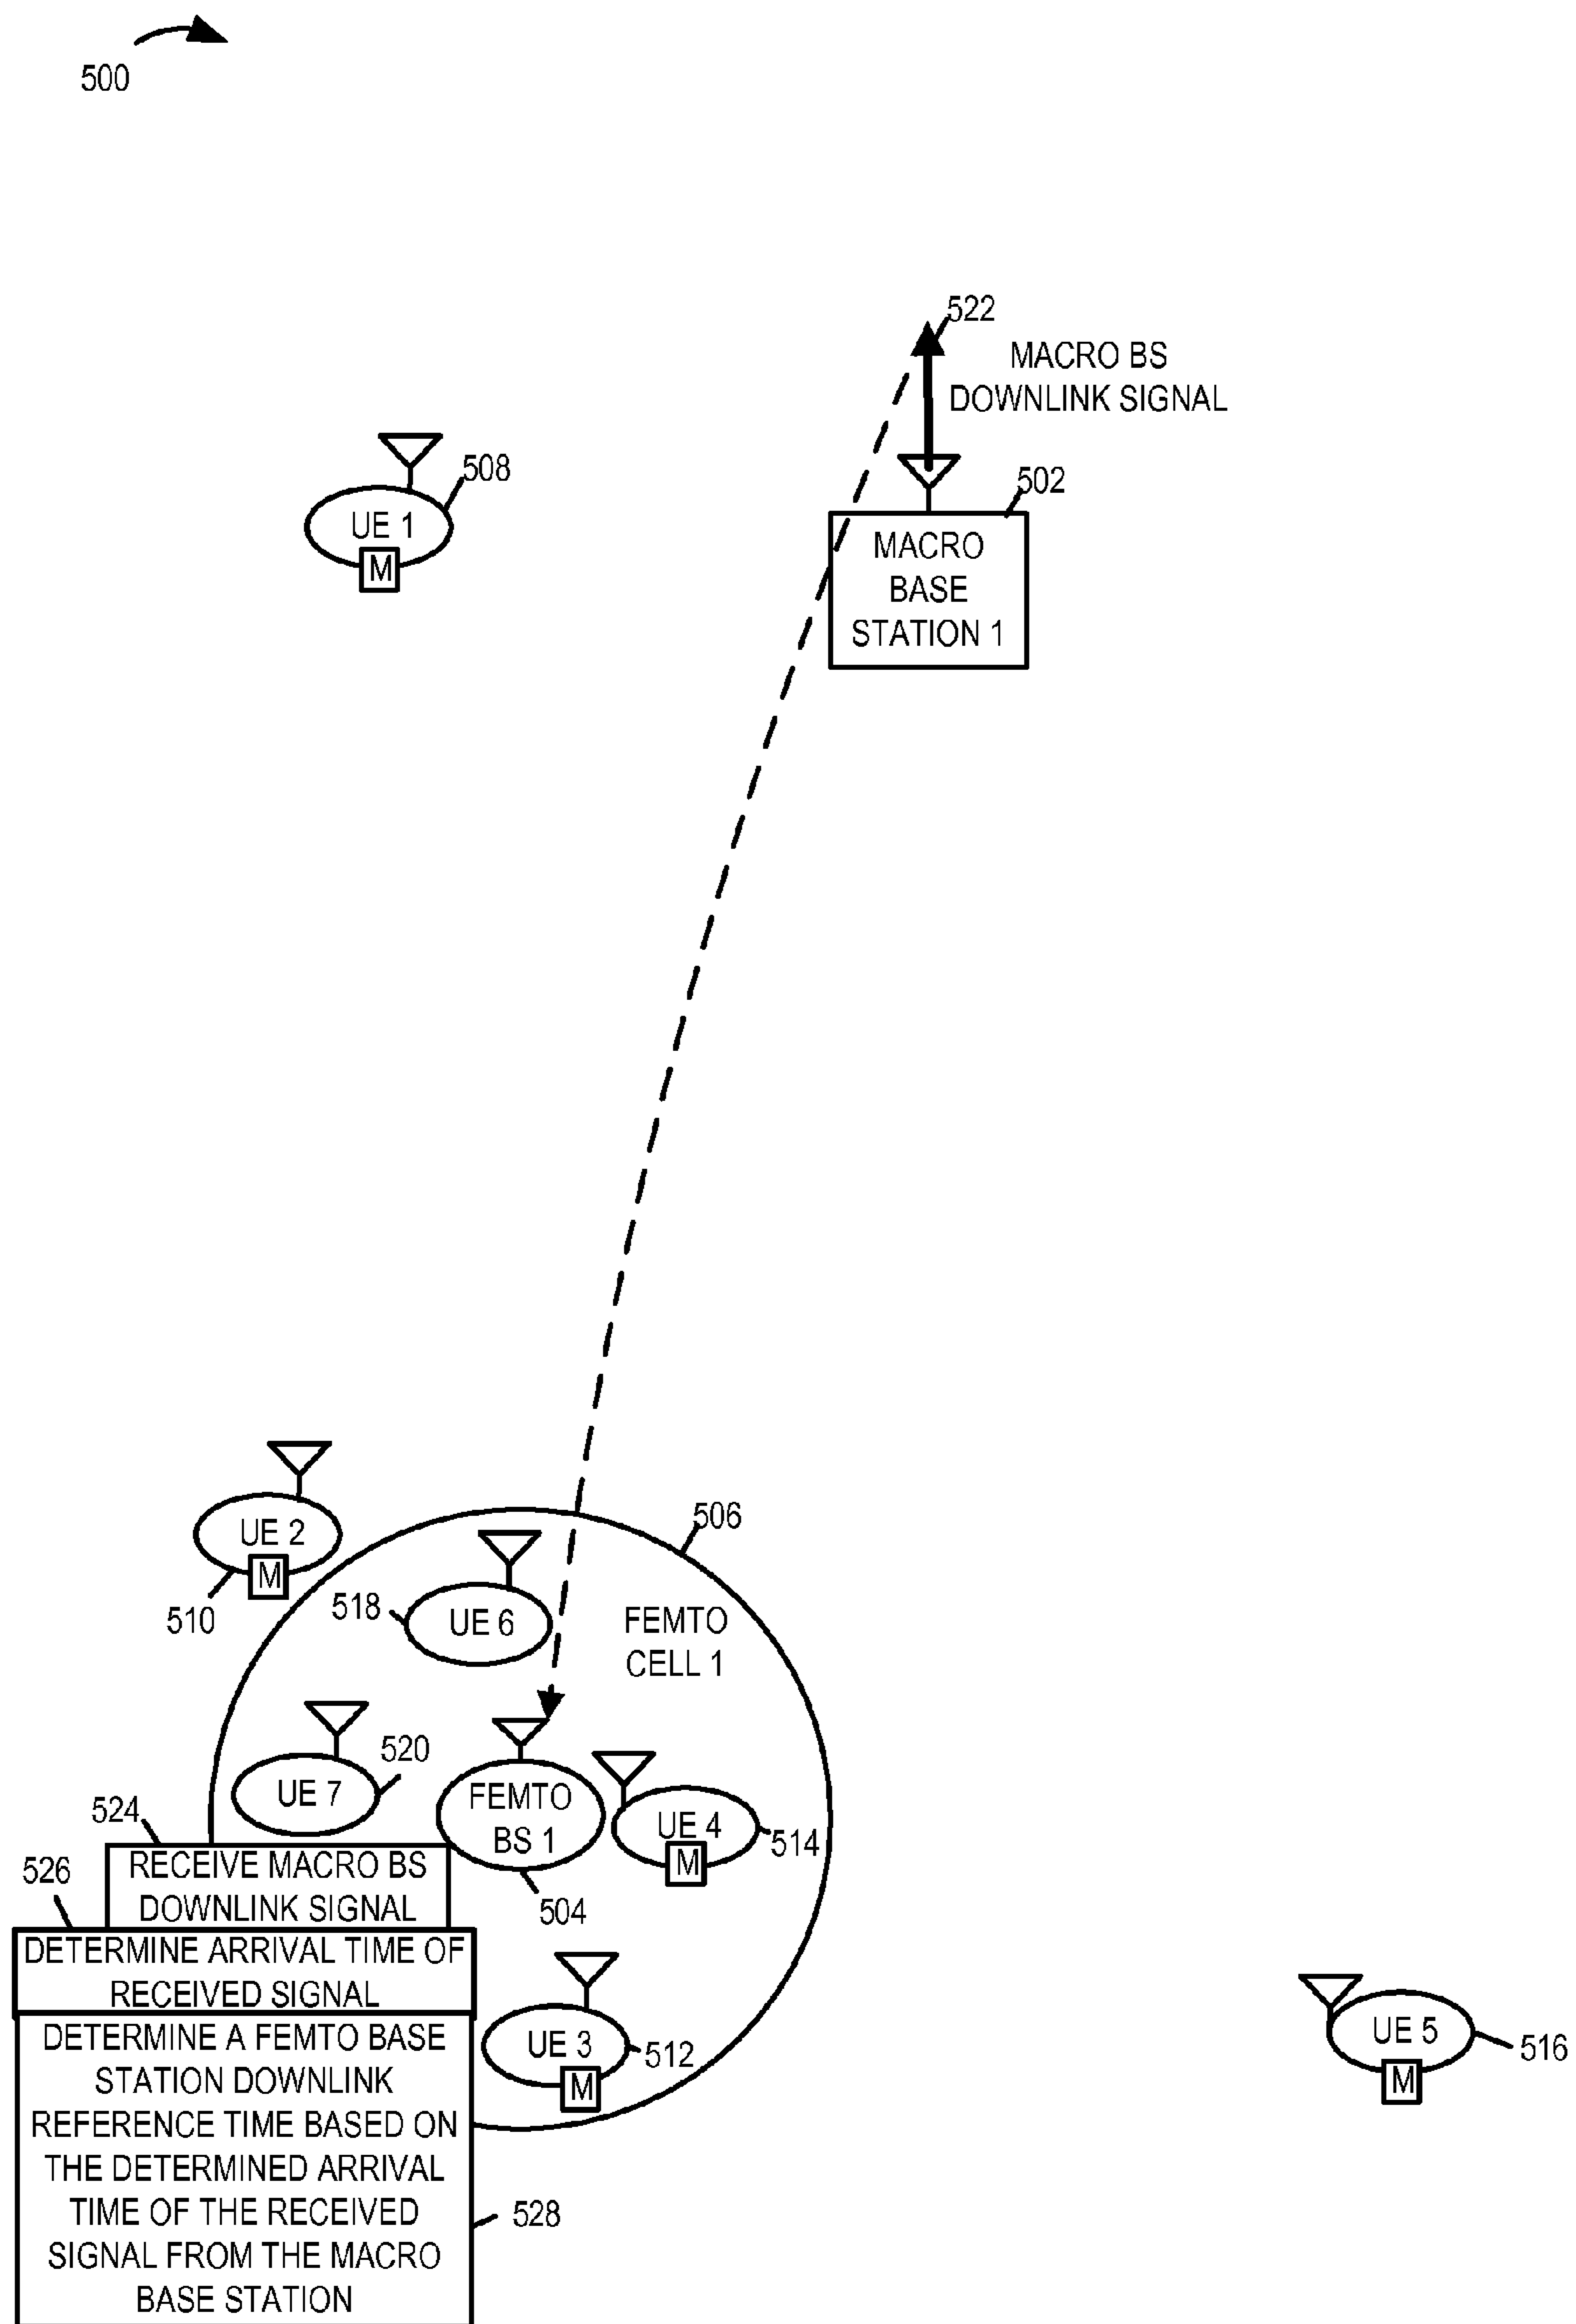 500
522
MACRO BS
DOWNLINK SIGNAL
508
UE 1
M
502
MACRO
BASE
STATION 1
506
UE 2
M
510
518
UE 6
FEMTO
CELL 1
520
UE 7
FEMTO
BS 1
504
UE 4
M
514
524
RECEIVE MACRO BS
DOWNLINK SIGNAL
526
DETERMINE ARRIVAL TIME OF
RECEIVED SIGNAL
DETERMINE A FEMTO BASE
STATION DOWNLINK
REFERENCE TIME BASED ON
THE DETERMINED ARRIVAL
TIME OF THE RECEIVED
SIGNAL FROM THE MACRO
BASE STATION
528
UE 3
M
512
UE 5
M
516